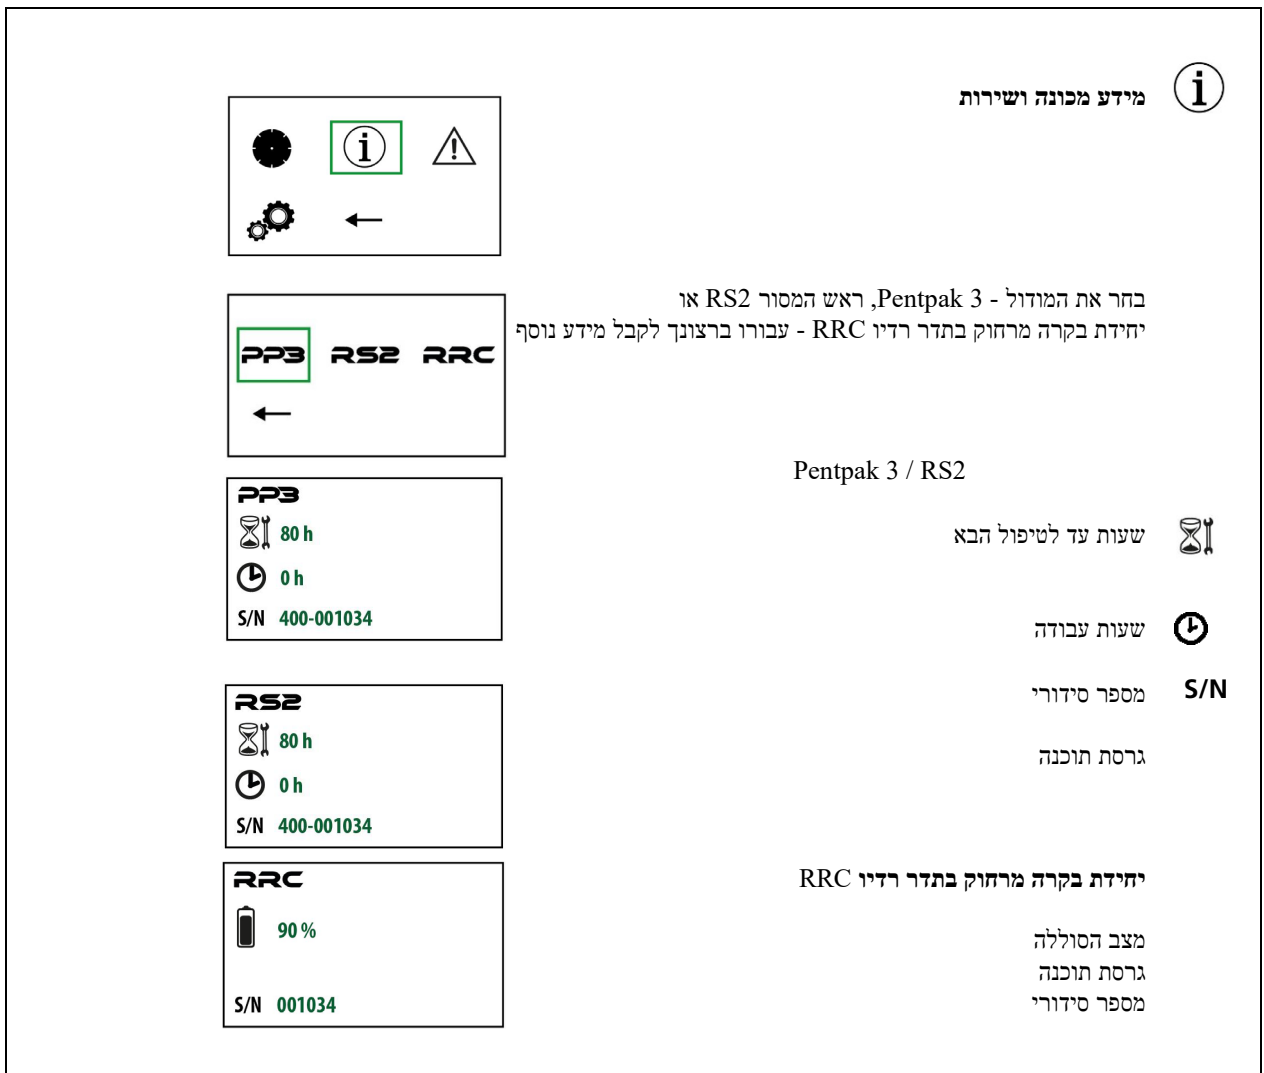 מידע מכונה ושירות
בחר את המודול - Pentpak 3, ראש המסור RS2 או
יחידת בקרה מרחוק בתדר רדיו RRC - עבורו ברצונך לקבל מידע נוסף
PP3 RS2 RRC
Pentpak 3 / RS2
PP3
80 h
0 h
S/N 400-001034
שעות עד לטיפול הבא
שעות עבודה
S/N מספר סידורי
גרסת תוכנה
RS2
80 h
0 h
S/N 400-001034
יחידת בקרה מרחוק בתדר רדיו RRC
מצב הסוללה
גרסת תוכנה
מספר סידורי
RRC
90 %
S/N 001034